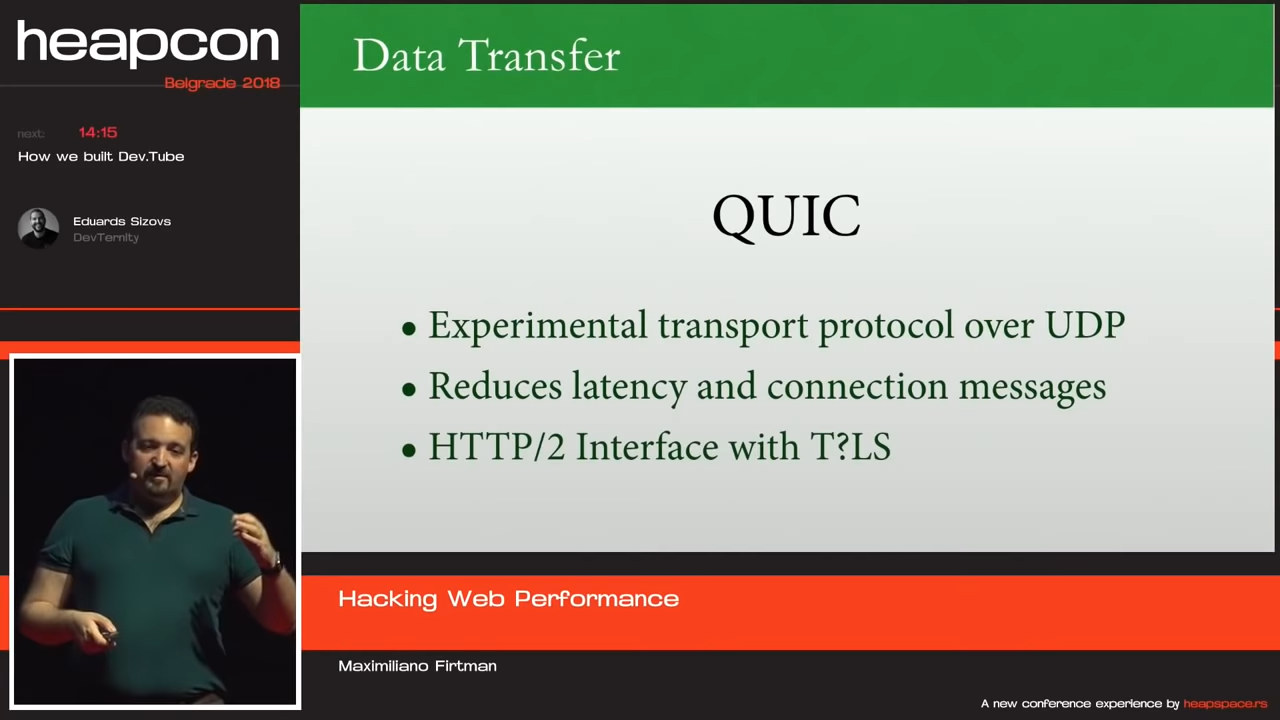 heapcon
Belgrade 2018
next: 14:15
How we built Dev.Tube
Eduards Sizovs
DevTernity
Data Transfer
QUIC
• Experimental transport protocol over UDP
• Reduces latency and connection messages
• HTTP/2 Interface with T?LS
Hacking Web Performance
Maximiliano Firtman
A new conference experience by heapspace.rs